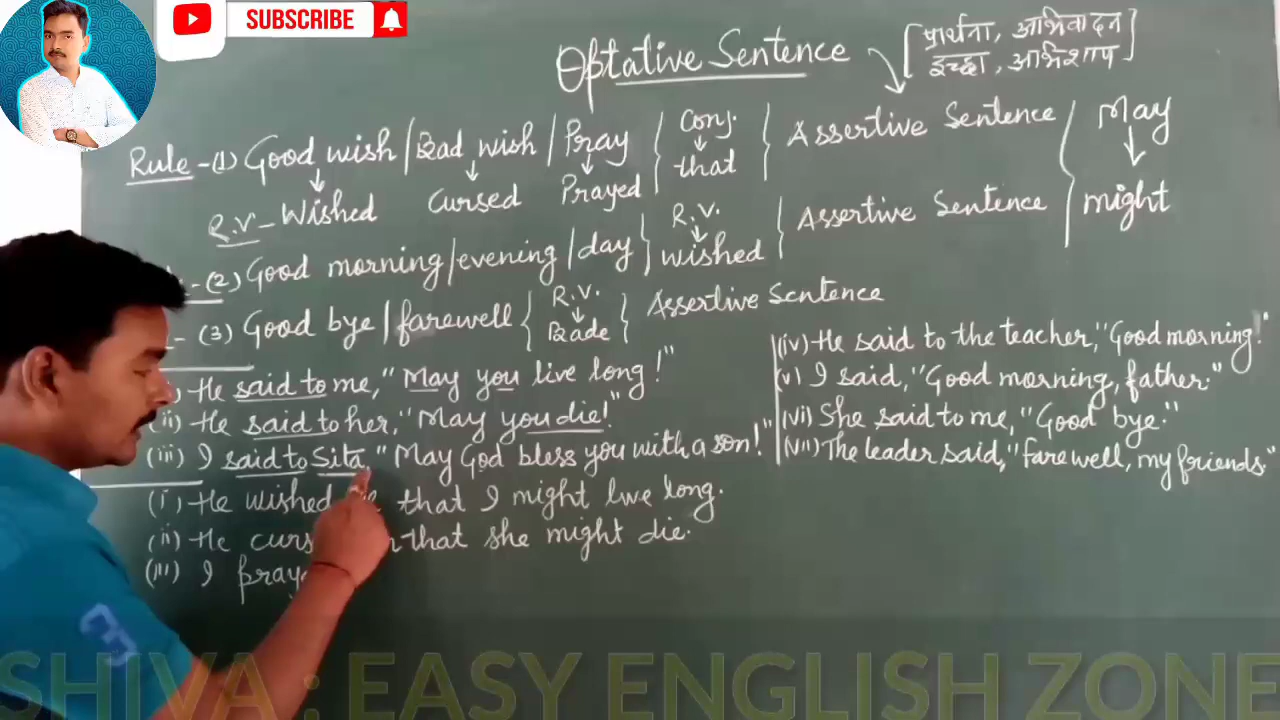 SUBSCRIBE
Optative Sentence [प्रार्थना, अभिवादन
इच्छा, अभिशाप]
Rule-(1) Good wish/Bad wish/Pray { Conj. ↓ that } Assertive Sentence } May ↓ might
R.V-Wished Cursed Prayed
(2) Good morning/evening/day } R.V. ↓ Wished } Assertive Sentence
(3) Good bye/farewell { R.V. ↓ Bade } Assertive Sentence
He said to me, "May you live long!"
(ii) He said to her, "May you die!"
(iii) I said to Sita, "May God bless you with a son!"
(i) He wished that I might live long.
(ii) He that she might die.
(iii) I
(iv) He said to the teacher, "Good morning!"
(v) I said, "Good morning, father."
(vi) She said to me, "Good bye."
(vii) The leader said, "farewell, my friends."
SHIVA : EASY ENGLISH ZONE